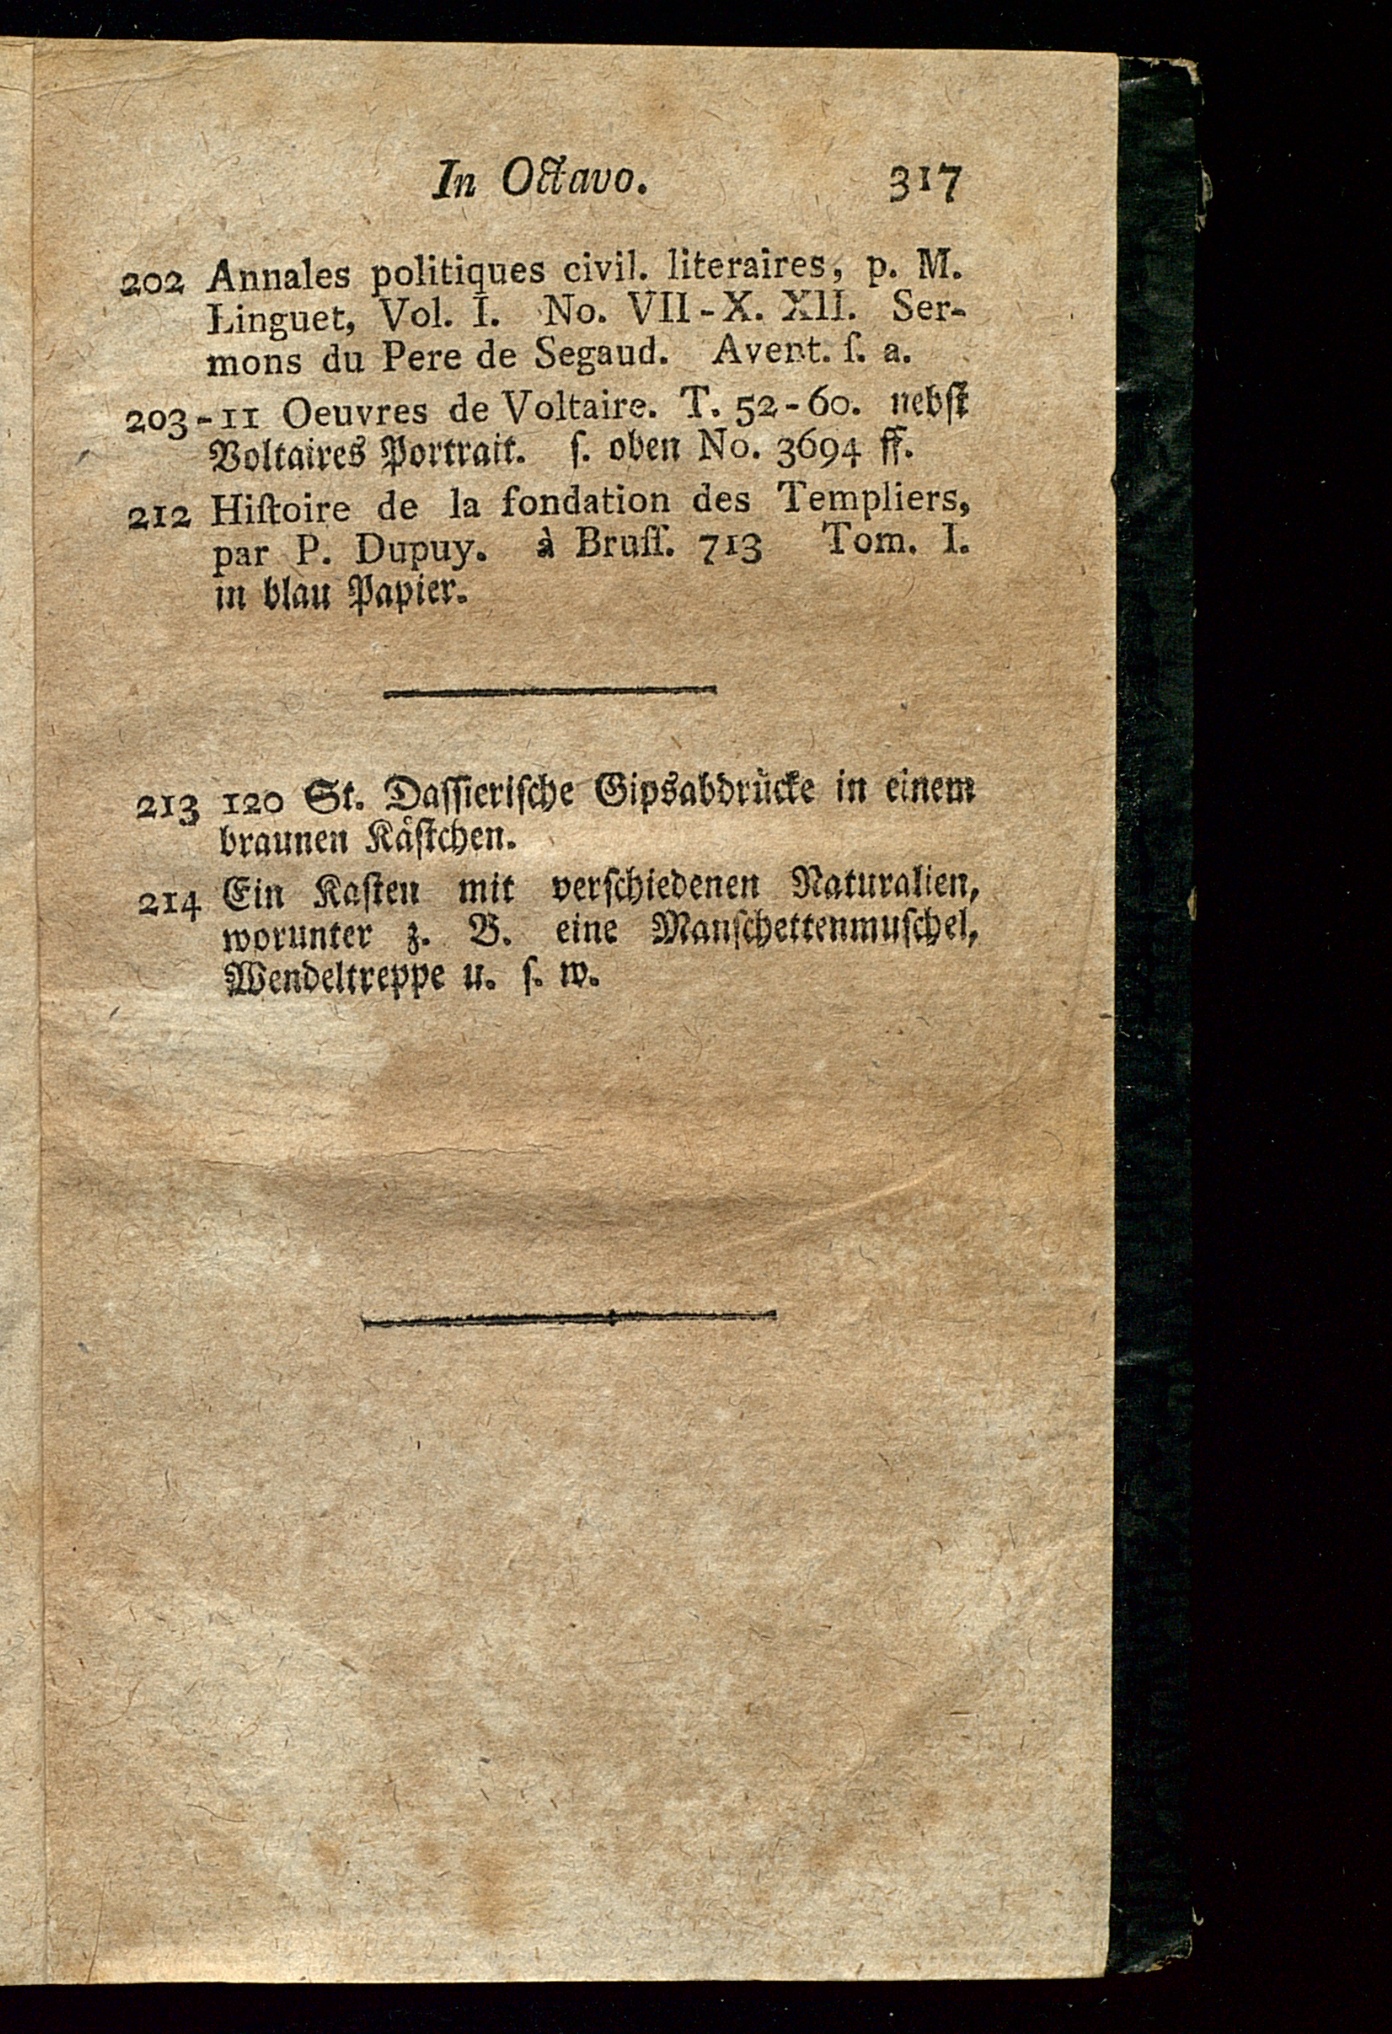 In Octavo. 317
202 Annales politiques civil. literaires, p. M.
Linguet, Vol. I. No. VII-X. XII. Ser-
mons du Pere de Segaud. Avent. ſ. a.
203-11 Oeuvres de Voltaire. T. 52-60. nebſt
Voltaires Portrait. ſ. oben No. 3694 ff.
212 Hiſtoire de la fondation des Templiers,
par P. Dupuy. à Bruſſ. 713 Tom. I.
in blau Papier.
213 120 St. Daſſieriſche Gipsabdrücke in einem
braunen Käſtchen.
214 Ein Kaſten mit verſchiedenen Naturalien,
worunter z. B. eine Manſchettenmuſchel,
Wendeltreppe u. ſ. w.